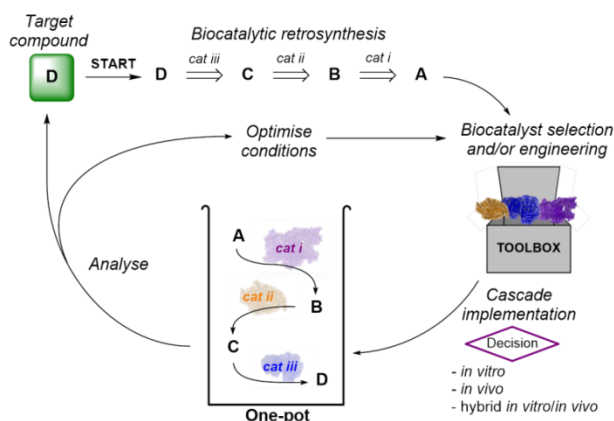 Target
compound
D
START
Biocatalytic retrosynthesis
D cat iii C cat ii B cat i A
Optimise
conditions
Biocatalyst selection
and/or engineering
TOOLBOX
Analyse
A
cat i
cat ii
B
C
cat iii
D
One-pot
Cascade
implementation
Decision
- in vitro
- in vivo
- hybrid in vitro/in vivo